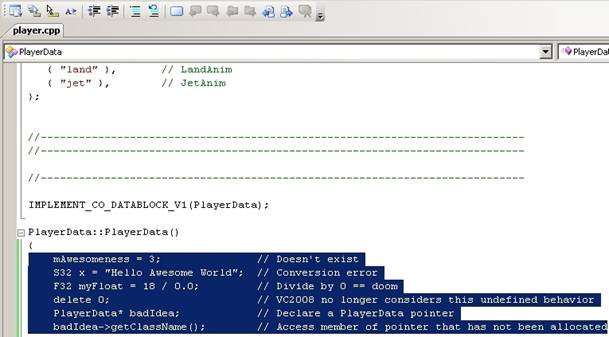 player.cpp
PlayerData
PlayerDat
{ "land" }, // LandAnim
{ "jet" }, // JetAnim
};
//----------------------------------------------------------------------------
//----------------------------------------------------------------------------
//----------------------------------------------------------------------------
IMPLEMENT_CO_DATABLOCK_V1(PlayerData);
PlayerData::PlayerData()
{
mAwesomeness = 3; // Doesn't exist
S32 x = "Hello Awesome World"; // Conversion error
F32 myFloat = 18 / 0.0; // Divide by 0 == doom
delete 0; // VC2008 no longer considers this undefined behavior
PlayerData* badIdea; // Declare a PlayerData pointer
badIdea->getClassName(); // Access member of pointer that has not been allocated